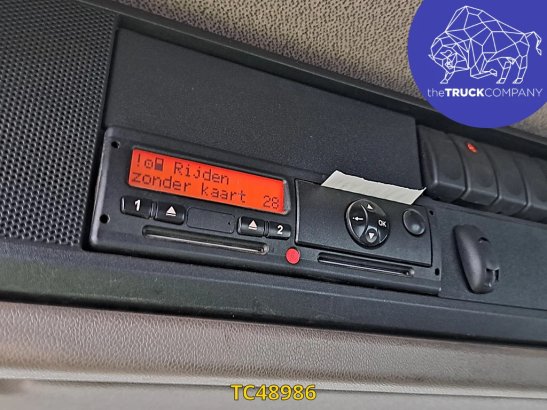 theTRUCKCOMPANY
! Rijden
zonder kaart 28
1
2
OK
TC48986